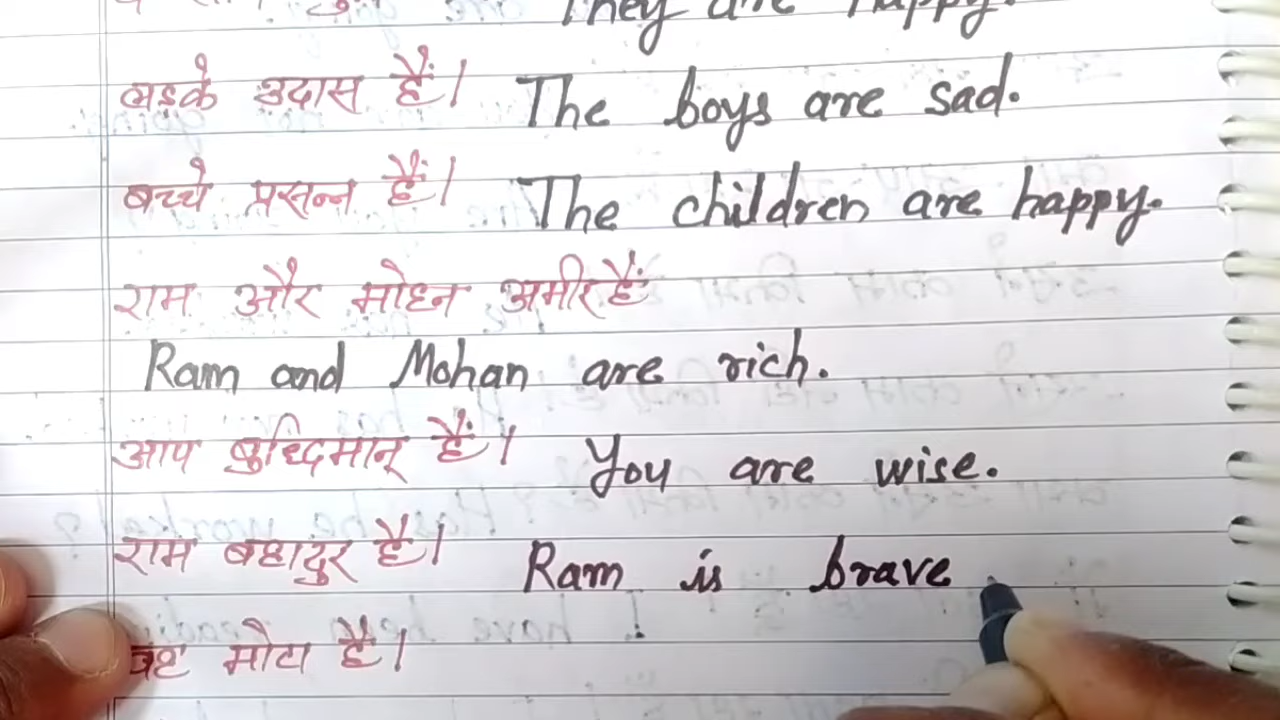 They are happy.
लड़के उदास हैं। The boys are sad.
बच्चे प्रसन्न हैं। The children are happy.
राम और मोहन अमीर हैं
Ram and Mohan are rich.
आप बुद्धिमान् हैं। You are wise.
राम बहादुर है। Ram is brave
वह मोटा है।